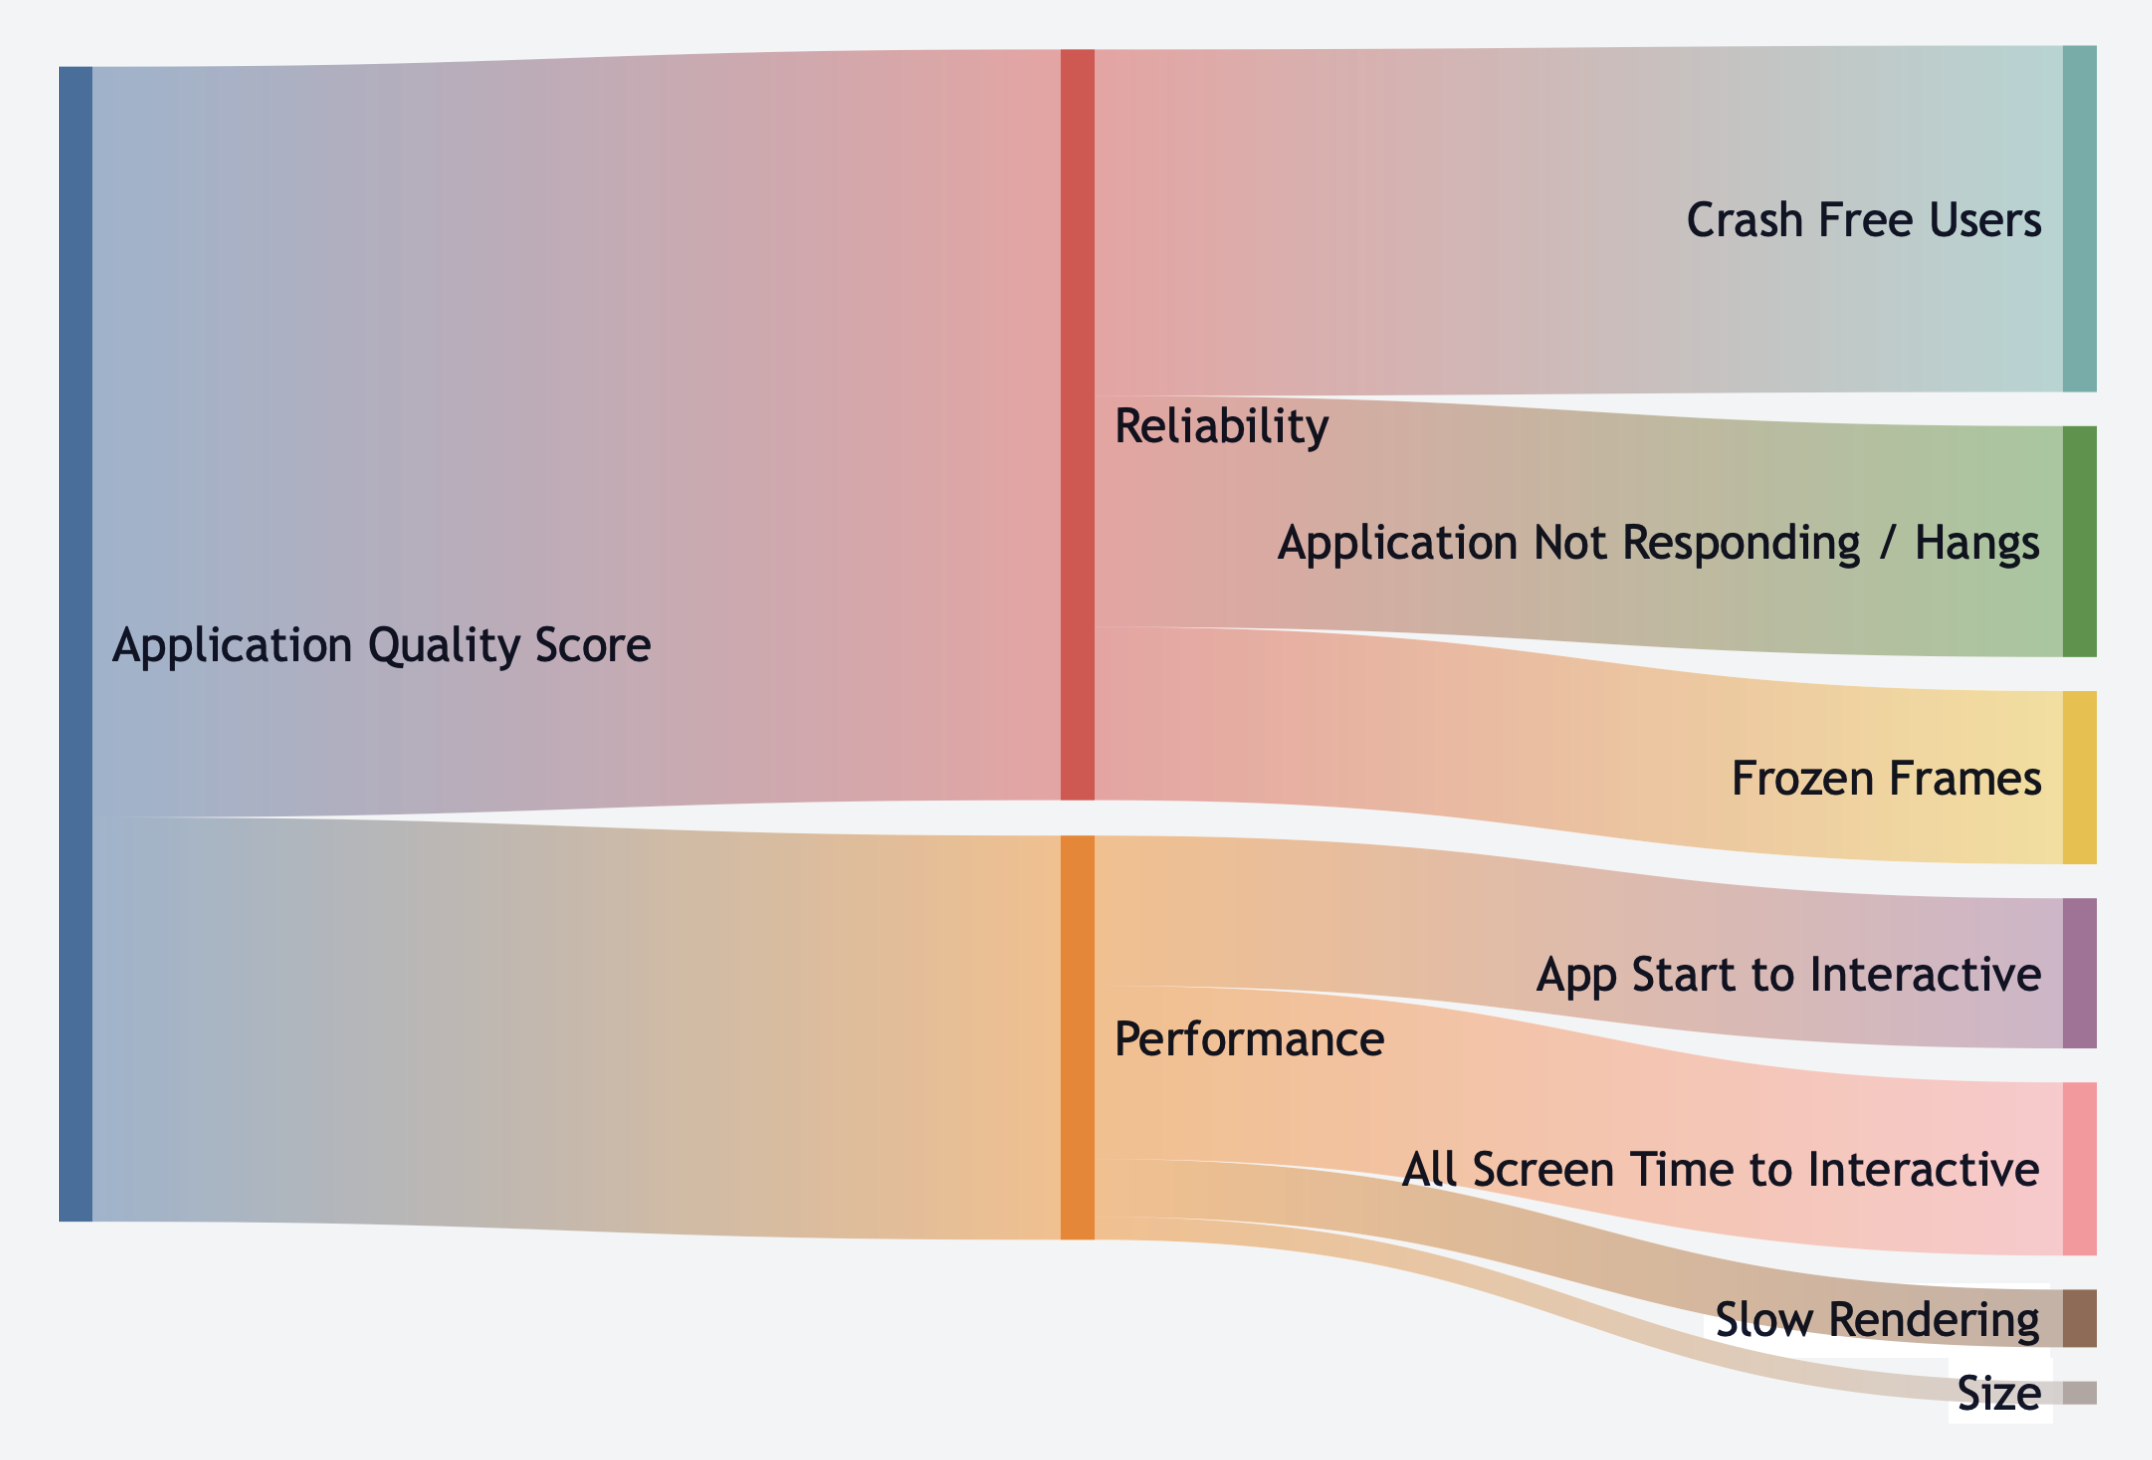 Application Quality Score
Reliability
Performance
Crash Free Users
Application Not Responding / Hangs
Frozen Frames
App Start to Interactive
All Screen Time to Interactive
Slow Rendering
Size